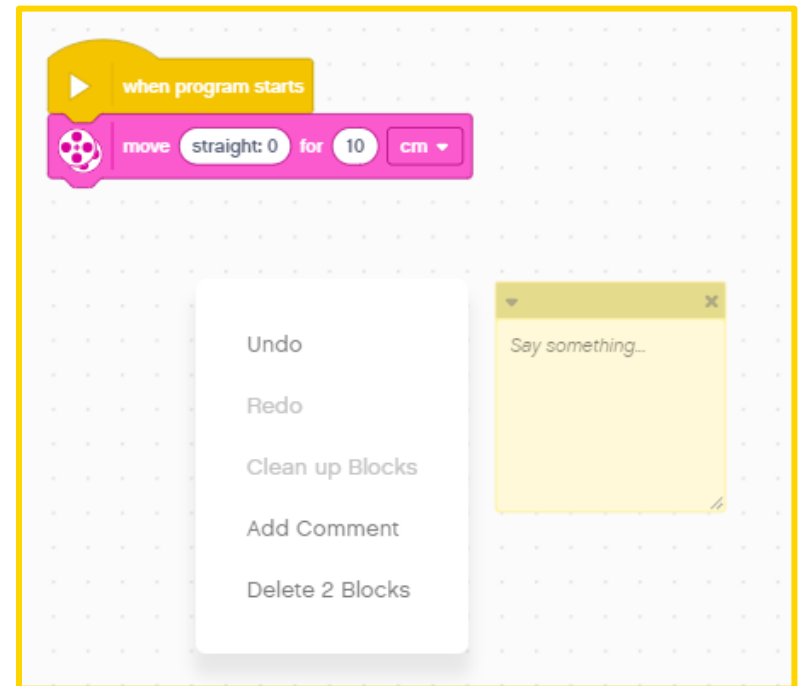 when program starts
move straight: 0 for 10 cm
Undo
Say something...
Redo
Clean up Blocks
Add Comment
Delete 2 Blocks